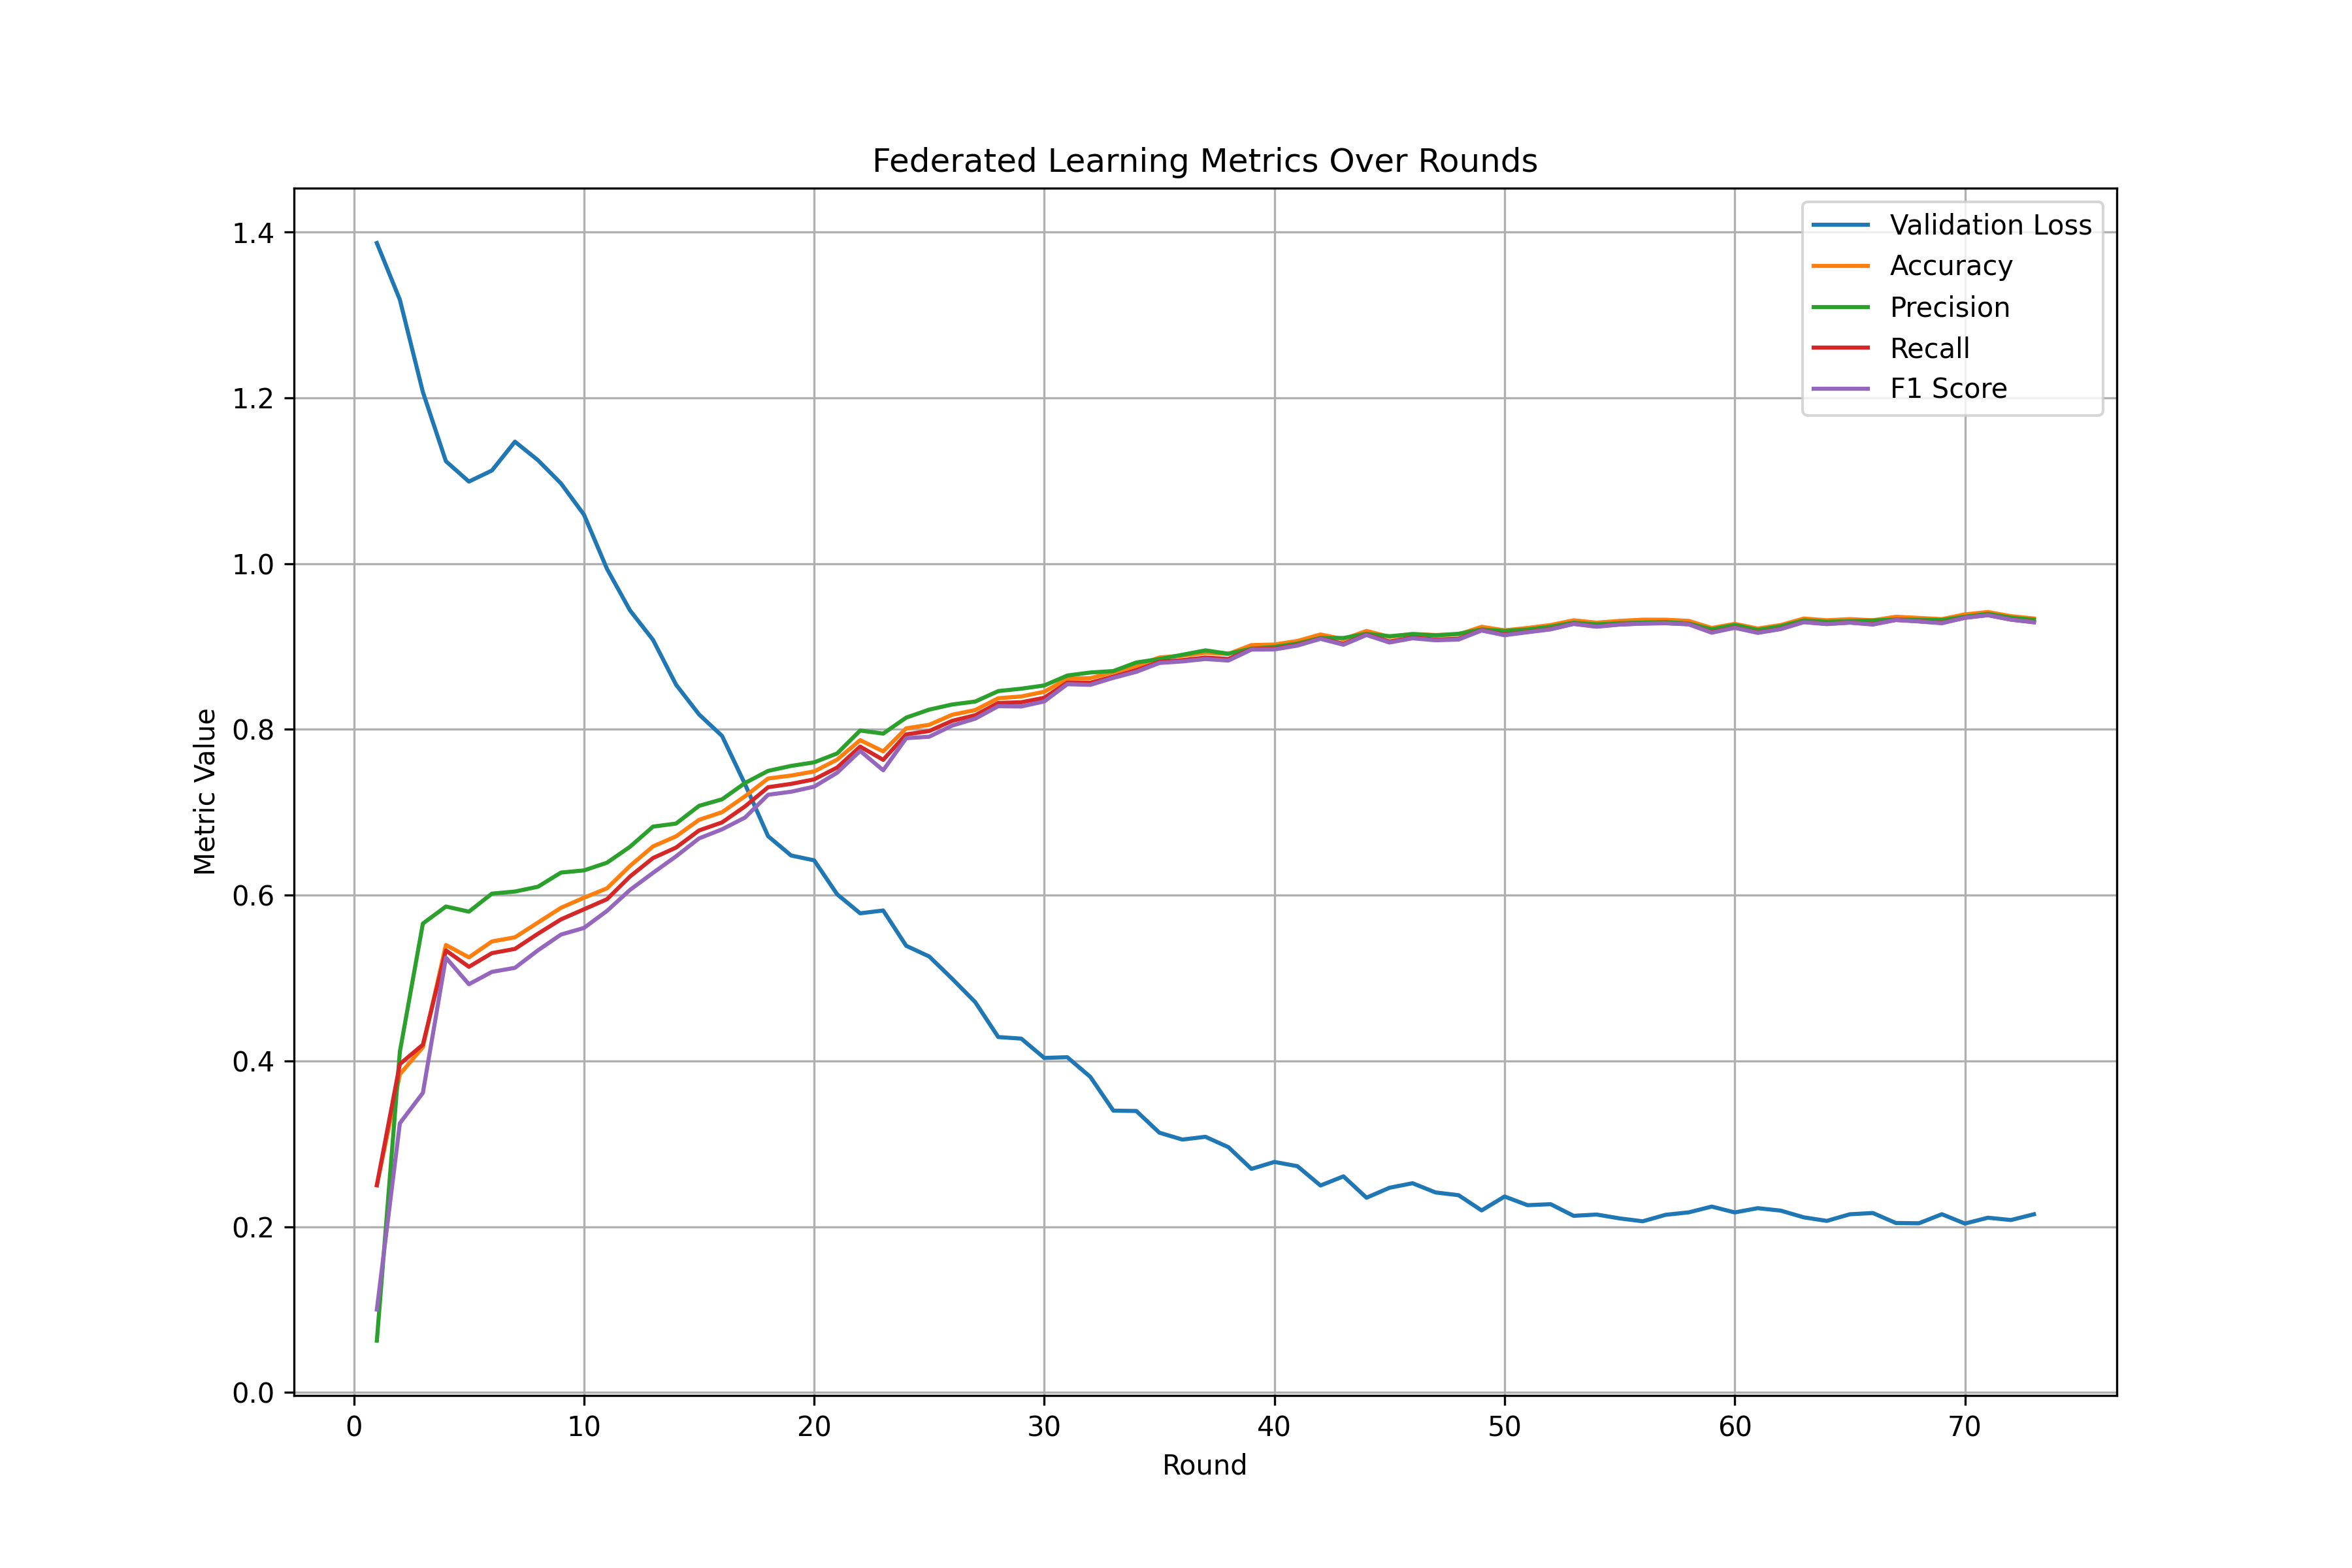 Federated Learning Metrics Over Rounds
1.4
1.2
1.0
0.8
0.6
0.4
0.2
0.0
Metric Value
Validation Loss
Accuracy
Precision
Recall
F1 Score
0 10 20 30 40 50 60 70
Round